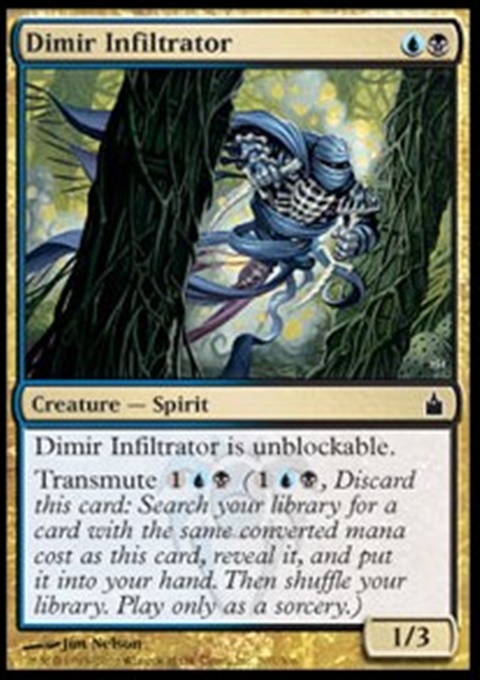 Dimir Infiltrator
Creature — Spirit
Dimir Infiltrator is unblockable.
Transmute 1 (1, Discard
this card: Search your library for a
card with the same converted mana
cost as this card, reveal it, and put
it into your hand. Then shuffle your
library. Play only as a sorcery.)
Jim Nelson
1/3